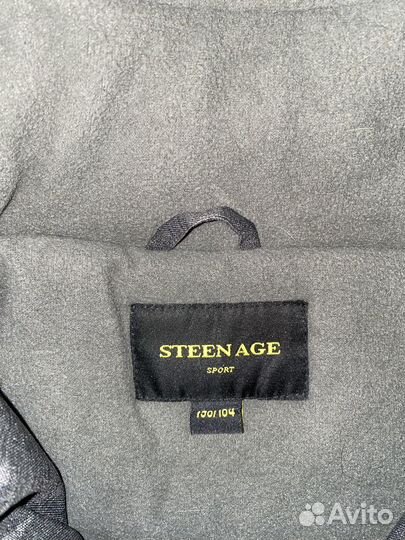 STEEN AGE
SPORT
100/104
Avito